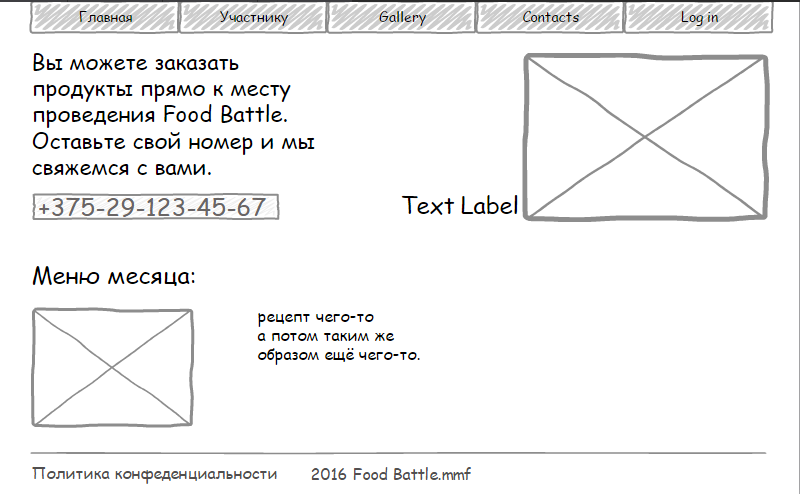 Главная Участнику Gallery Contacts Log in
Вы можете заказать
продукты прямо к месту
проведения Food Battle.
Оставьте свой номер и мы
свяжемся с вами.
+375-29-123-45-67
Text Label
Меню месяца:
рецепт чего-то
а потом таким же
образом ещё чего-то.
Политика конфеденциальности 2016 Food Battle.mmf